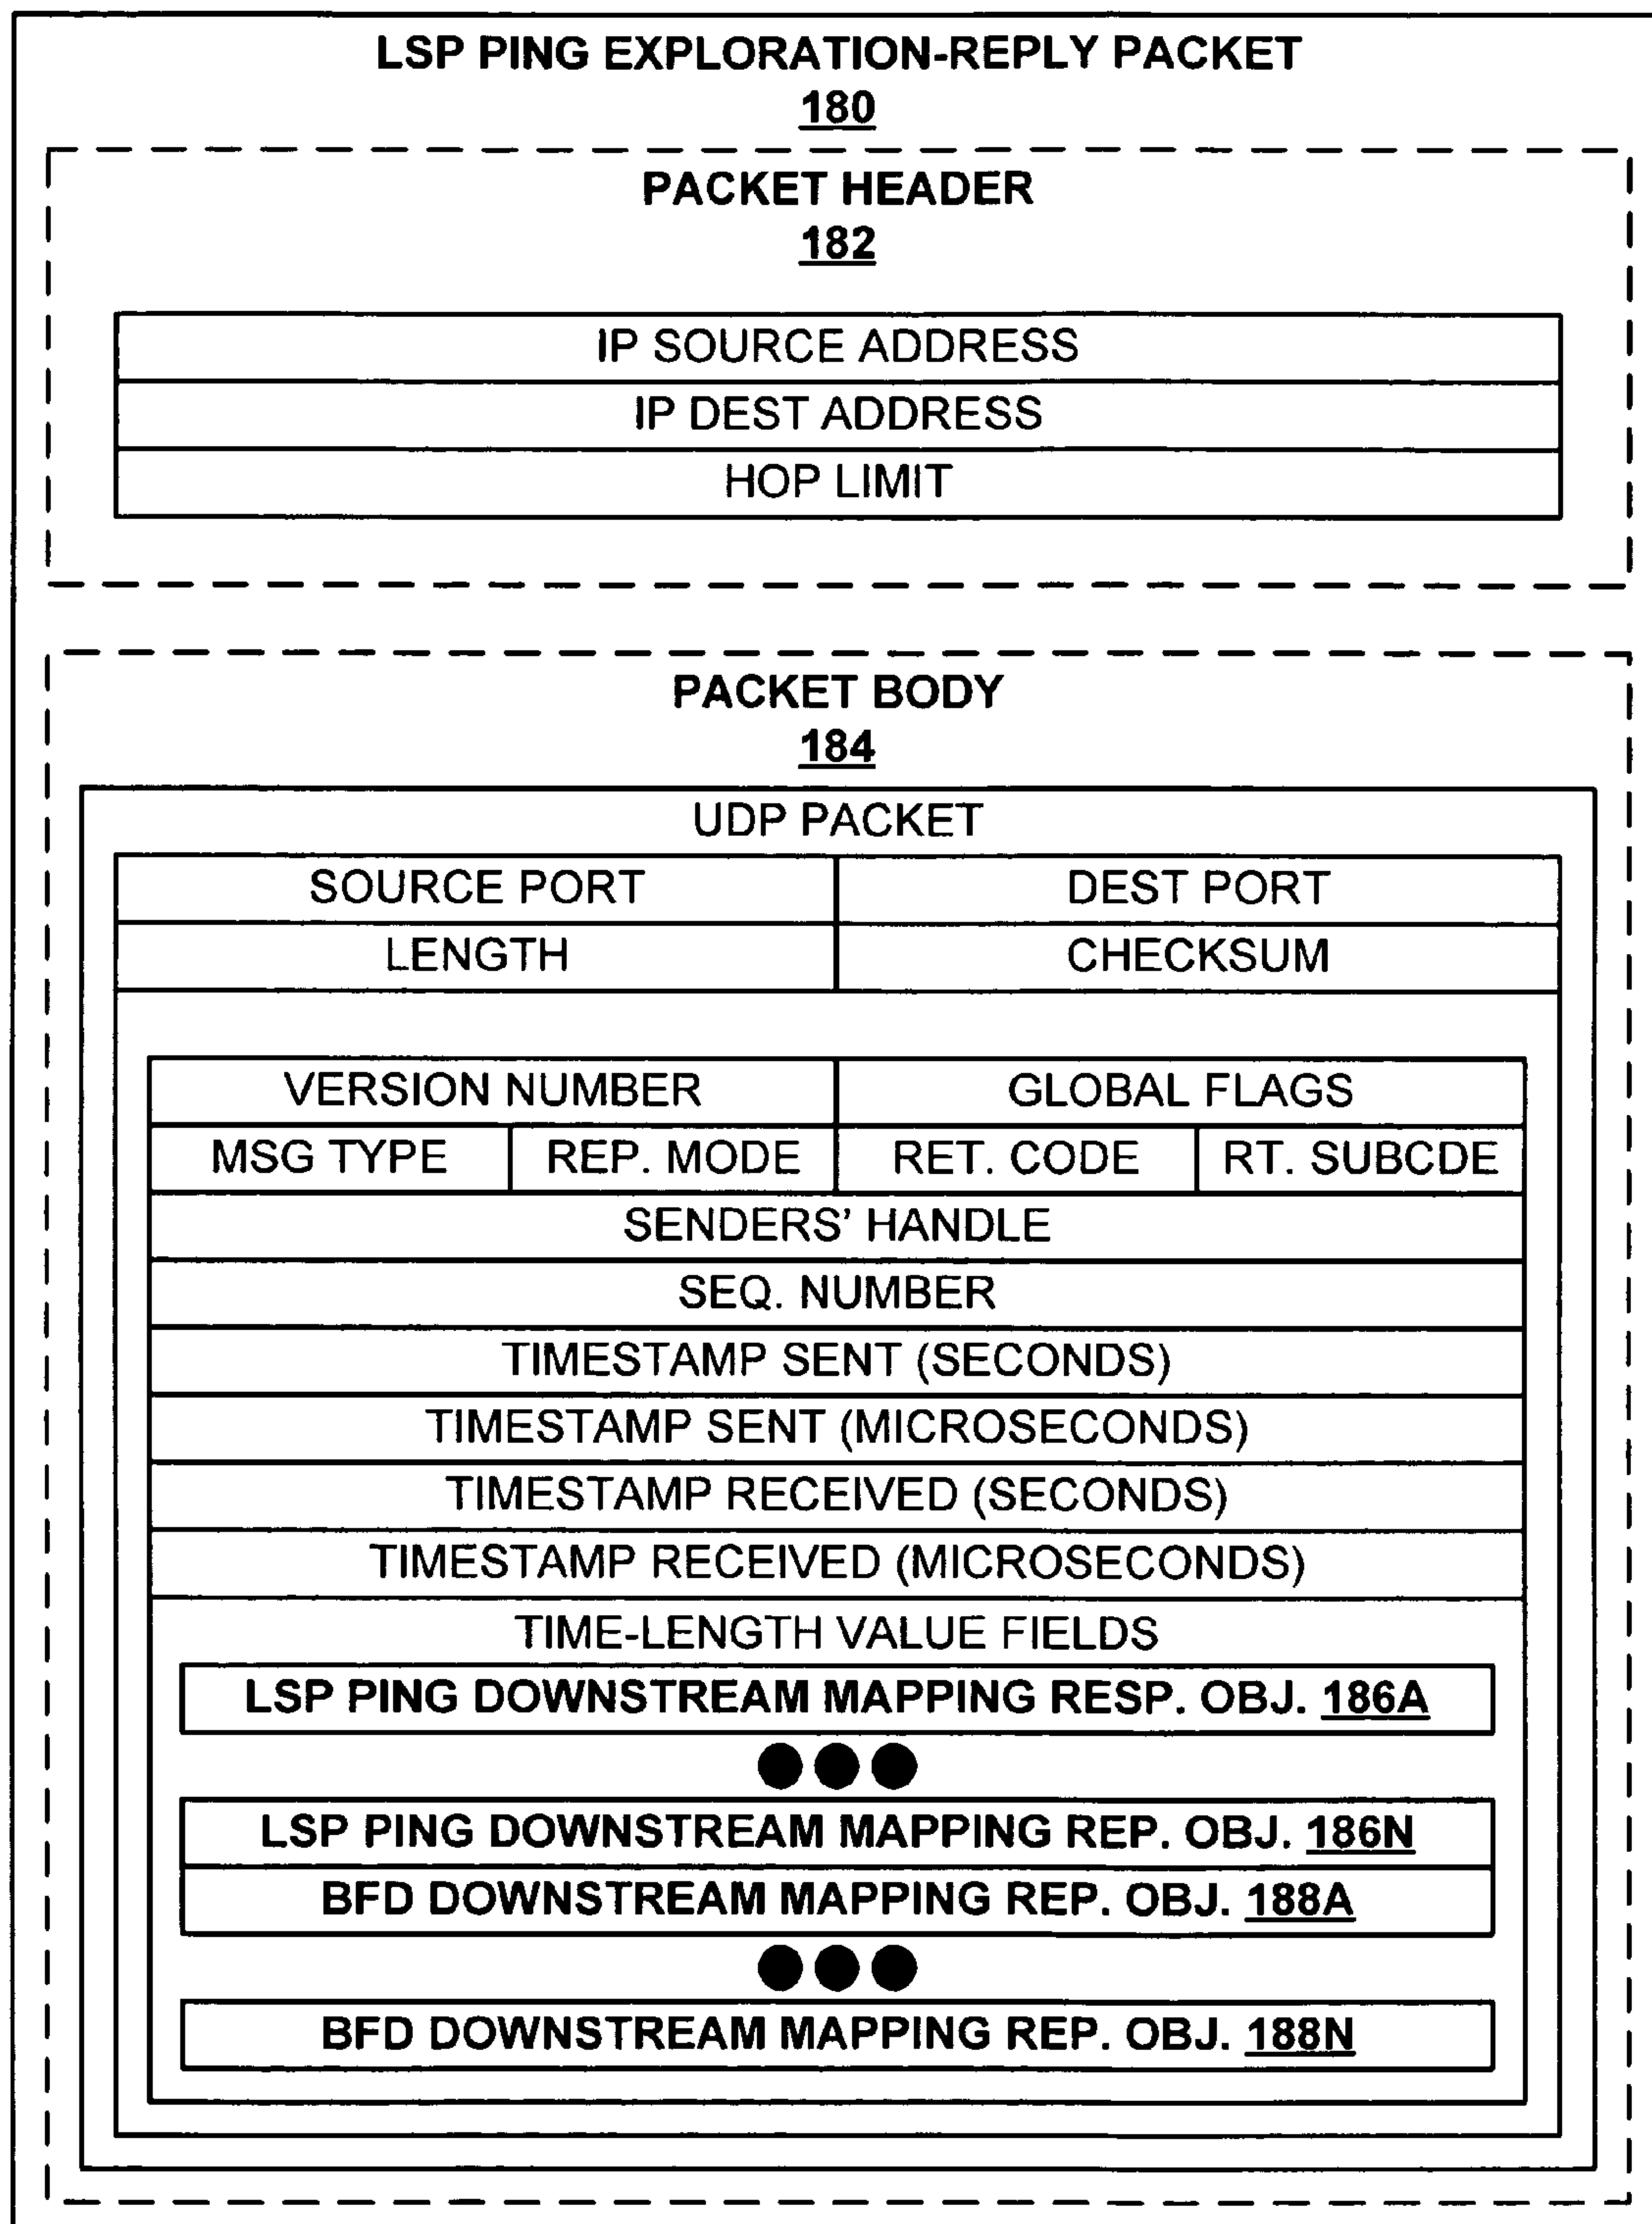 LSP PING EXPLORATION-REPLY PACKET
180
PACKET HEADER
182
IP SOURCE ADDRESS
IP DEST ADDRESS
HOP LIMIT
PACKET BODY
184
UDP PACKET
SOURCE PORT DEST PORT
LENGTH CHECKSUM
VERSION NUMBER GLOBAL FLAGS
MSG TYPE REP. MODE RET. CODE RT. SUBCDE
SENDERS’ HANDLE
SEQ. NUMBER
TIMESTAMP SENT (SECONDS)
TIMESTAMP SENT (MICROSECONDS)
TIMESTAMP RECEIVED (SECONDS)
TIMESTAMP RECEIVED (MICROSECONDS)
TIME-LENGTH VALUE FIELDS
LSP PING DOWNSTREAM MAPPING RESP. OBJ. 186A
LSP PING DOWNSTREAM MAPPING REP. OBJ. 186N
BFD DOWNSTREAM MAPPING REP. OBJ. 188A
BFD DOWNSTREAM MAPPING REP. OBJ. 188N